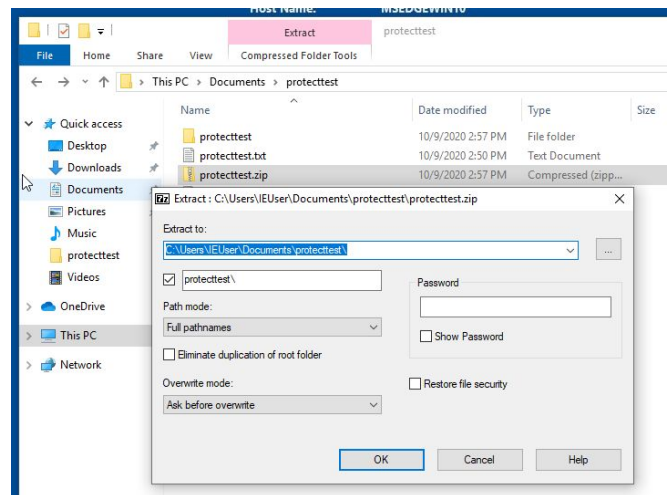 Host Name: MSEDGEWIN10
Extract protecttest
File Home Share View Compressed Folder Tools
This PC > Documents > protecttest
Name Date modified Type Size
Quick access
Desktop
Downloads
Documents
Pictures
Music
protecttest
Videos
OneDrive
This PC
Network
protecttest 10/9/2020 2:57 PM File folder
protecttest.txt 10/9/2020 2:50 PM Text Document
protecttest.zip 10/9/2020 2:57 PM Compressed (zipp...
7z Extract : C:\Users\IEUser\Documents\protecttest\protecttest.zip
Extract to:
C:\Users\IEUser\Documents\protecttest\
...
protecttest\
Path mode:
Full pathnames
Eliminate duplication of root folder
Overwrite mode:
Ask before overwrite
Password
Show Password
Restore file security
OK Cancel Help